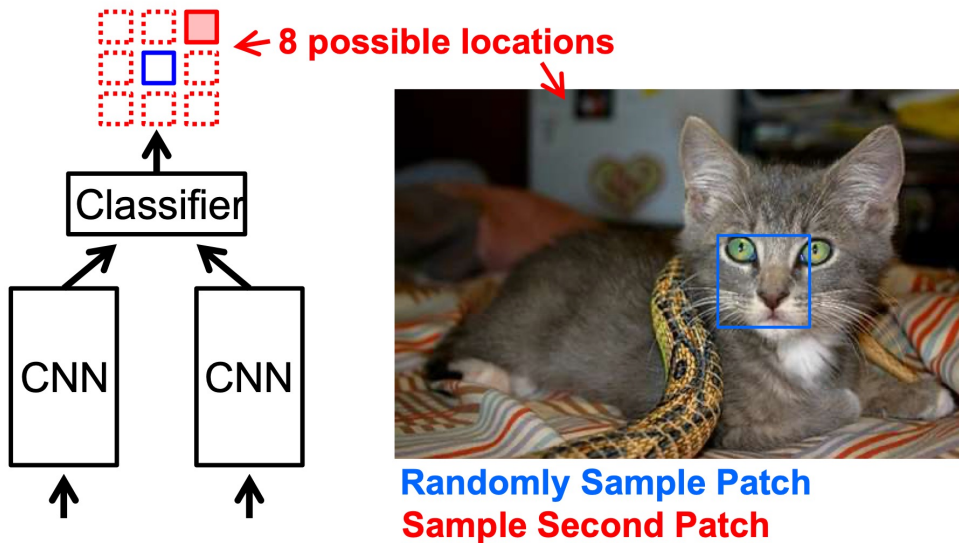 8 possible locations
Classifier
CNN
CNN
Randomly Sample Patch
Sample Second Patch